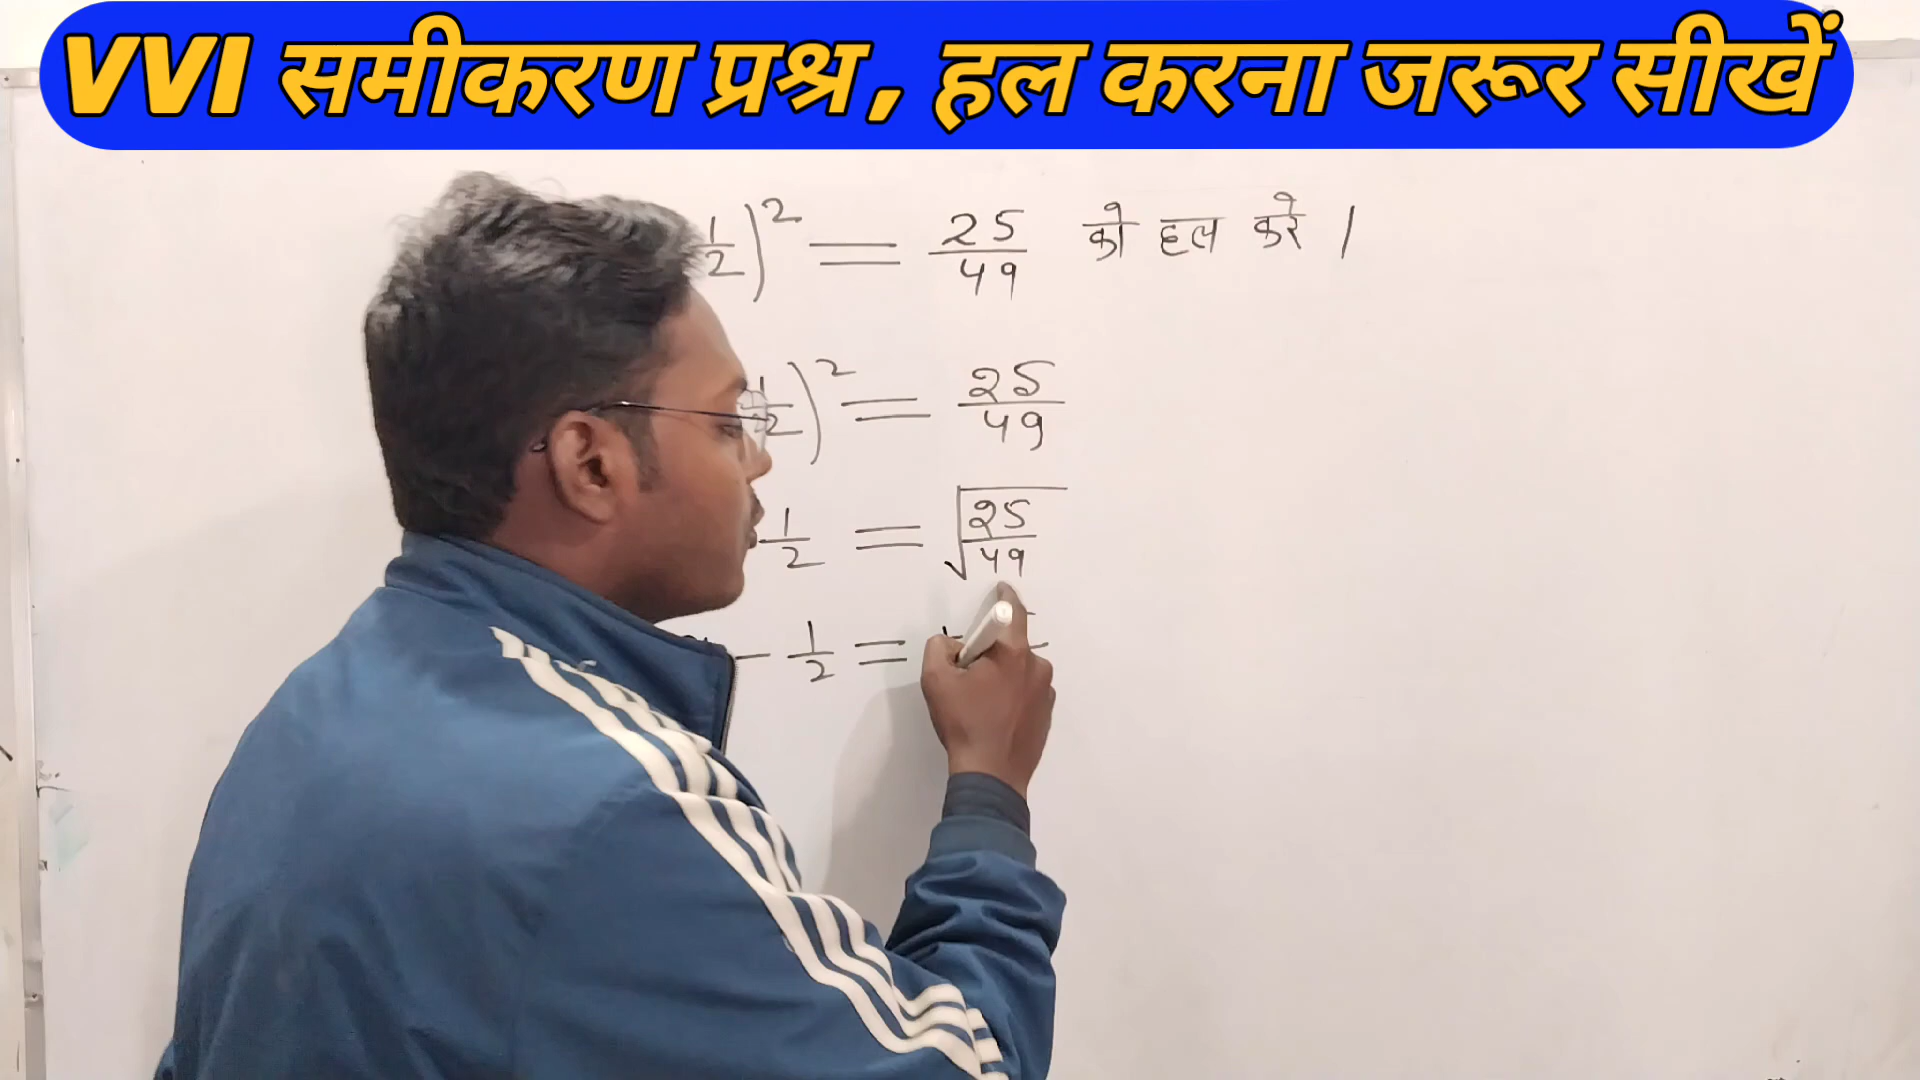 VVI समीकरण प्रश्न, हल करना जरूर सीखें
1/2)² = 25/49 को हल करे ।
1/2)² = 25/49
1/2 = √25/49
- 1/2 =